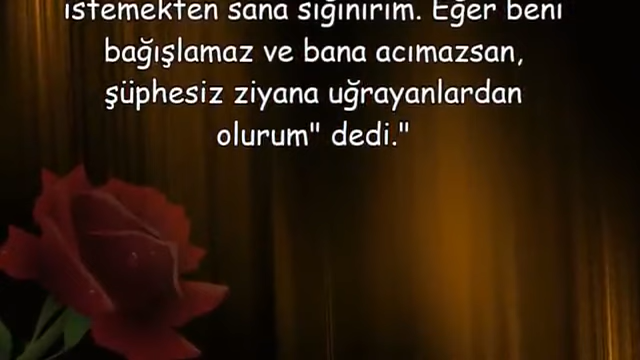 istemekten sana sığınırım. Eğer beni
bağışlamaz ve bana acımazsan,
şüphesiz ziyana uğrayanlardan
olurum" dedi."